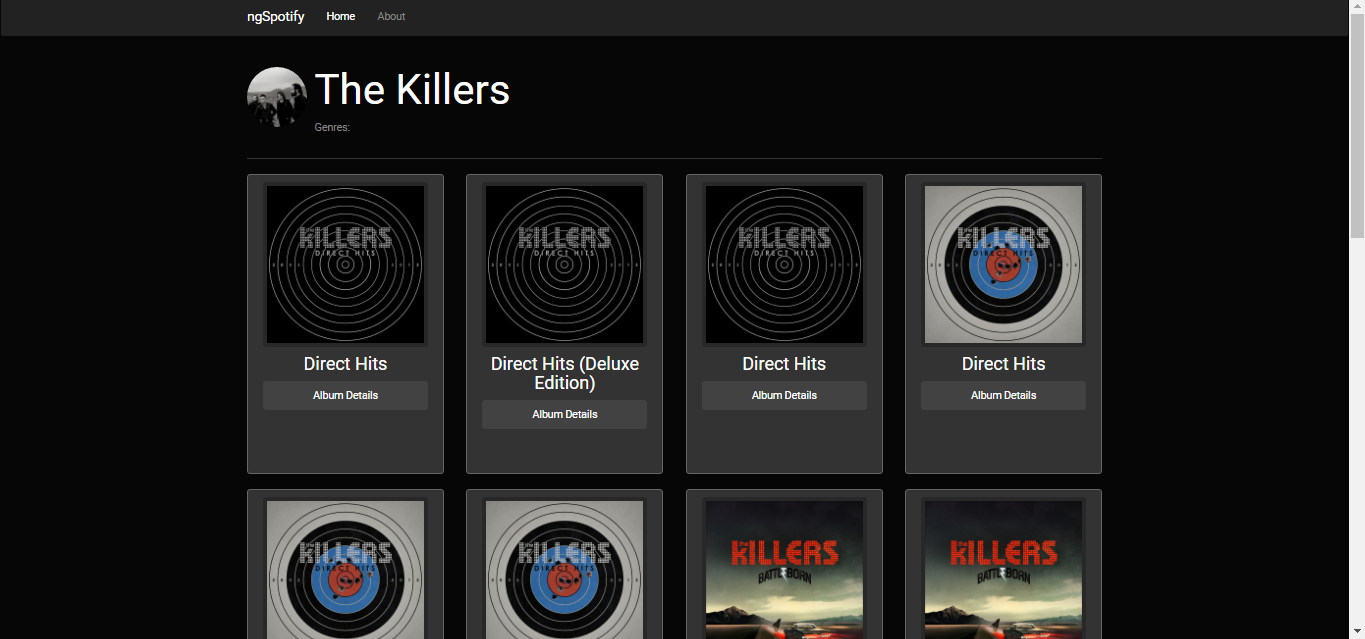 ngSpotify Home About
The Killers
Genres:
the
KILLERS
DIRECT HITS
the
KILLERS
DIRECT HITS
the
KILLERS
DIRECT HITS
the
KILLERS
DIRECT HITS
Direct Hits
Direct Hits (Deluxe
Edition)
Direct Hits
Direct Hits
Album Details
Album Details
Album Details
Album Details
the
KILLERS
DIRECT HITS
the
KILLERS
DIRECT HITS
the
KILLERS
BATTLE BORN
the
KILLERS
BATTLE BORN